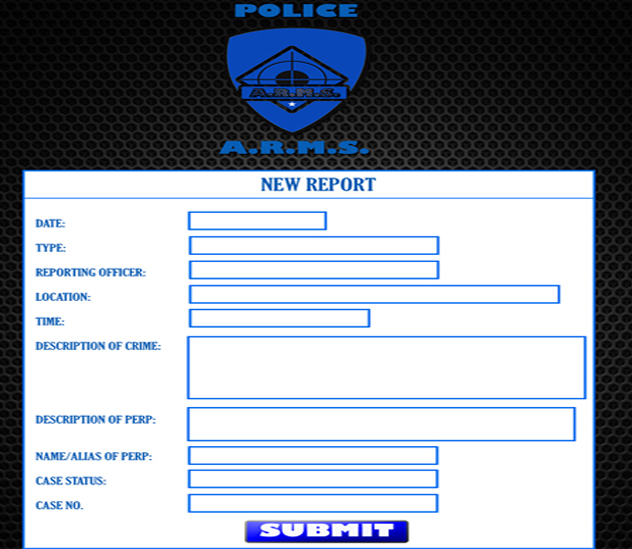 POLICE
A.R.M.S.
A.R.M.S.
NEW REPORT
DATE:
TYPE:
REPORTING OFFICER:
LOCATION:
TIME:
DESCRIPTION OF CRIME:
DESCRIPTION OF PERP:
NAME/ALIAS OF PERP:
CASE STATUS:
CASE NO.
SUBMIT